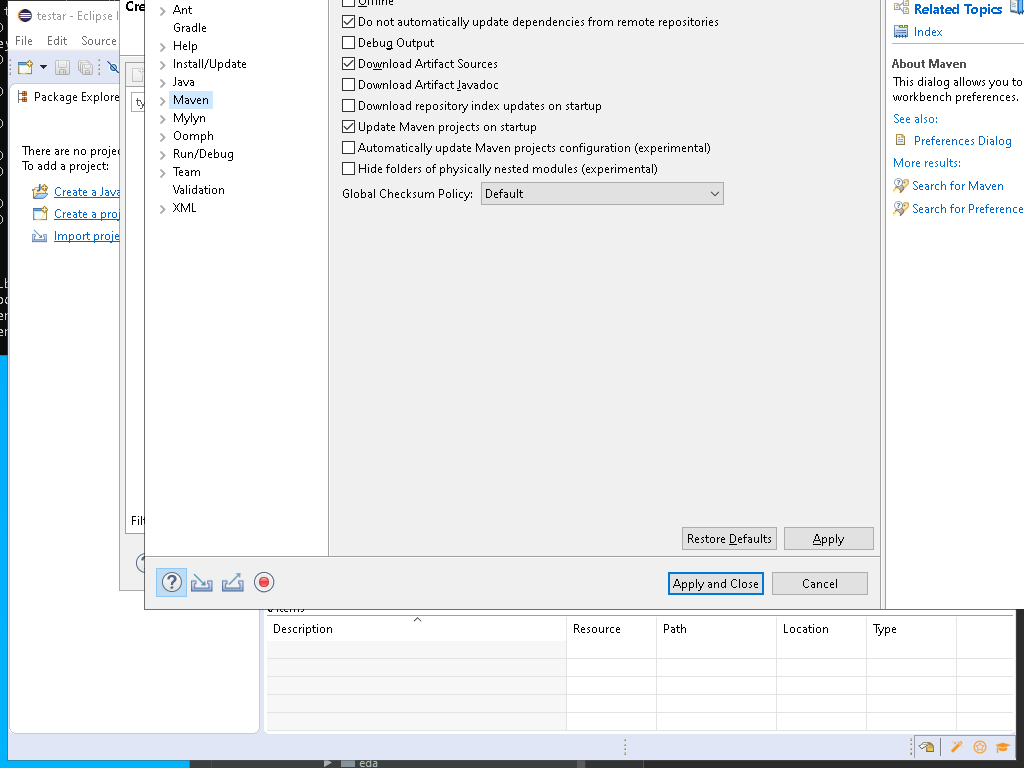 testar - Eclipse I
File Edit Source
Package Explore
There are no projec
To add a project:
Create a Java
Create a proj
Import proje
Cre
ty
Filt
Ant
Gradle
Help
Install/Update
Java
Maven
Mylyn
Oomph
Run/Debug
Team
Validation
XML
Offline
Do not automatically update dependencies from remote repositories
Debug Output
Download Artifact Sources
Download Artifact Javadoc
Download repository index updates on startup
Update Maven projects on startup
Automatically update Maven projects configuration (experimental)
Hide folders of physically nested modules (experimental)
Global Checksum Policy: Default
Restore Defaults Apply
Apply and Close Cancel
Related Topics
Index
About Maven
This dialog allows you to
workbench preferences.
See also:
Preferences Dialog
More results:
Search for Maven
Search for Preference
items
Description Resource Path Location Type
eda